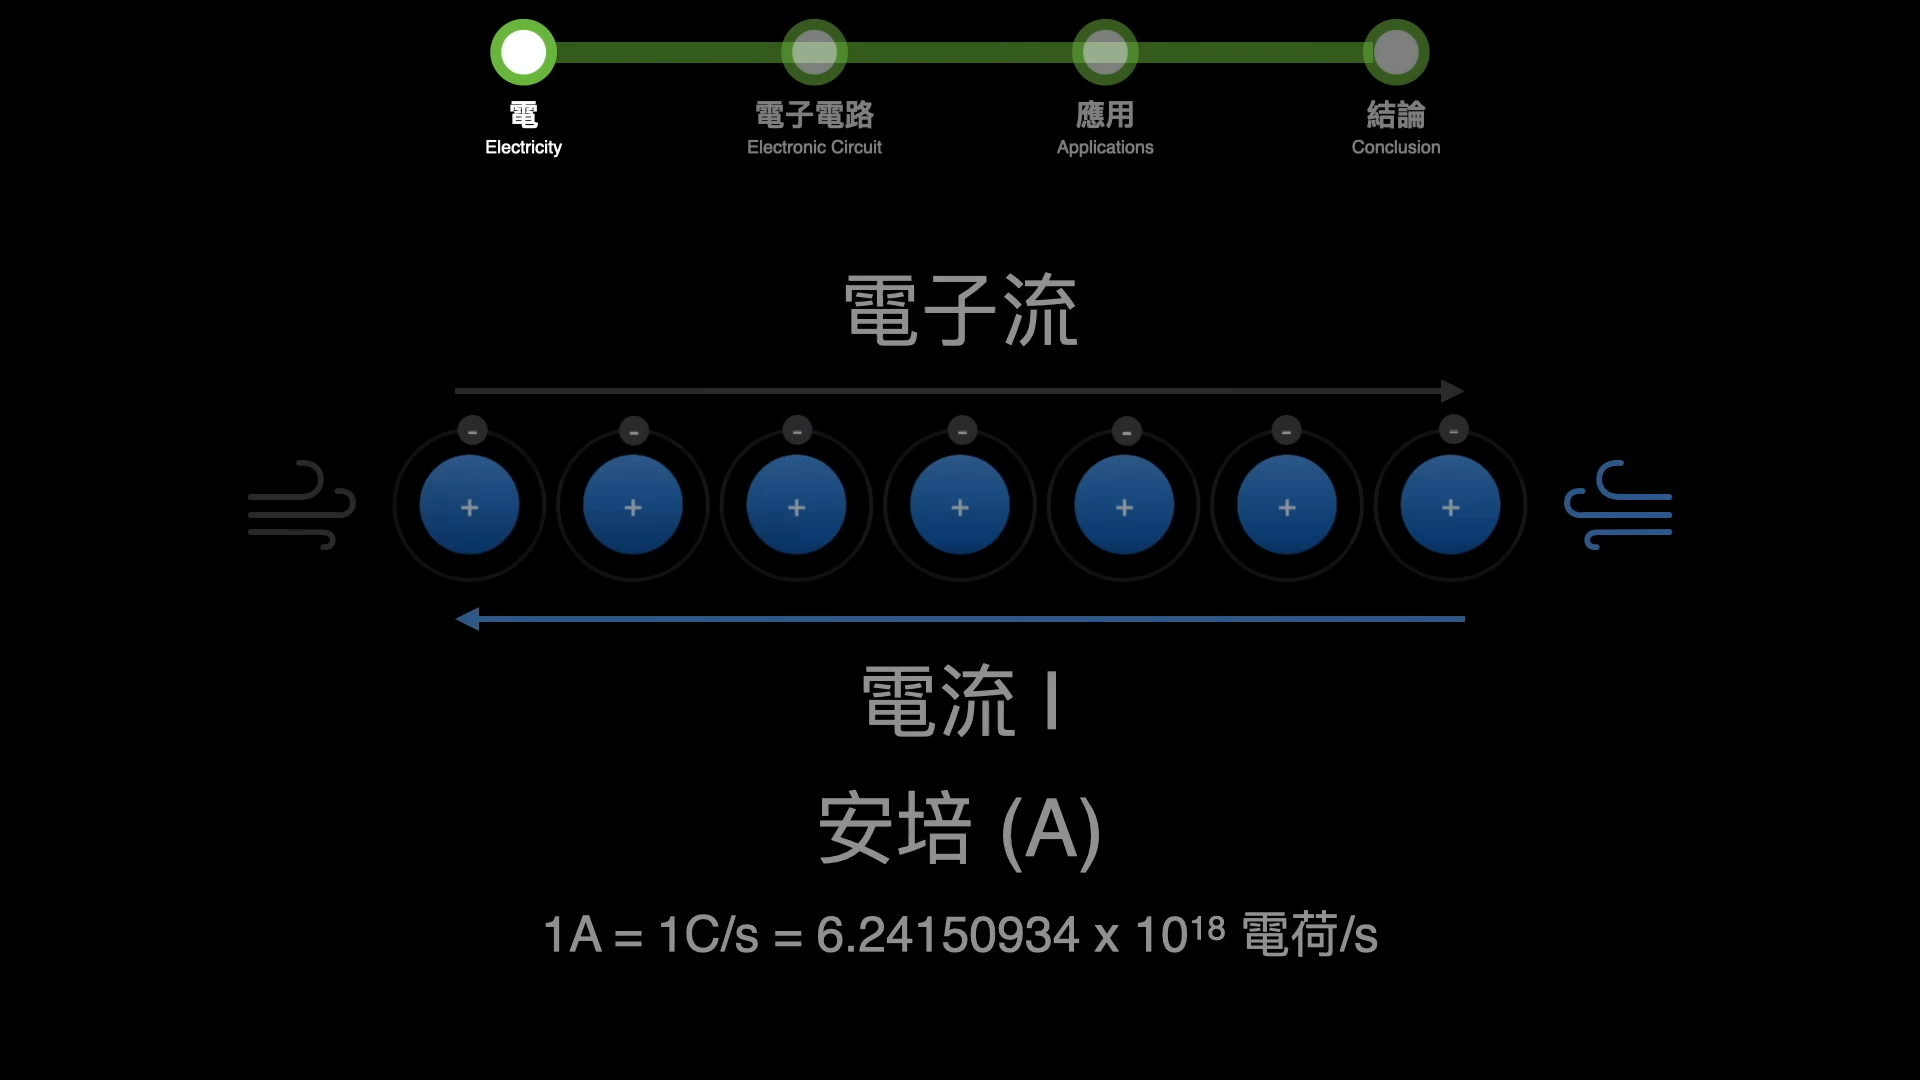 電
Electricity
電子電路
Electronic Circuit
應用
Applications
結論
Conclusion
電子流
- - - - - - -
+ + + + + + +
電流 I
安培 (A)
1A = 1C/s = 6.24150934 x 10¹⁸ 電荷/s